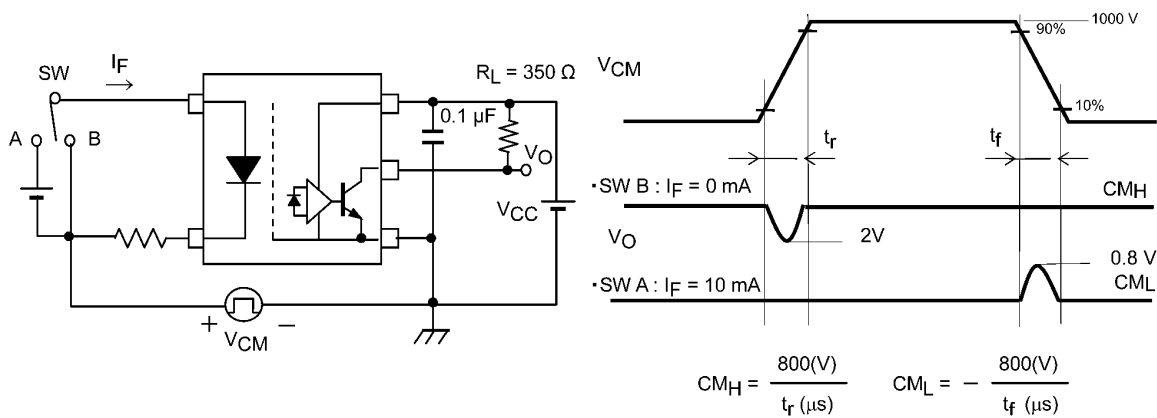 SW
I_F
A
B
R_L = 350 Ω
0.1 µF
V_O
V_CC
+
V_CM
−
V_CM
1000 V
90%
10%
t_r
t_f
・SW B : I_F = 0 mA
CM_H
V_O
2V
0.8 V
・SW A : I_F = 10 mA
CM_L
CM_H = 800(V) / t_r (µs)
CM_L = − 800(V) / t_f (µs)